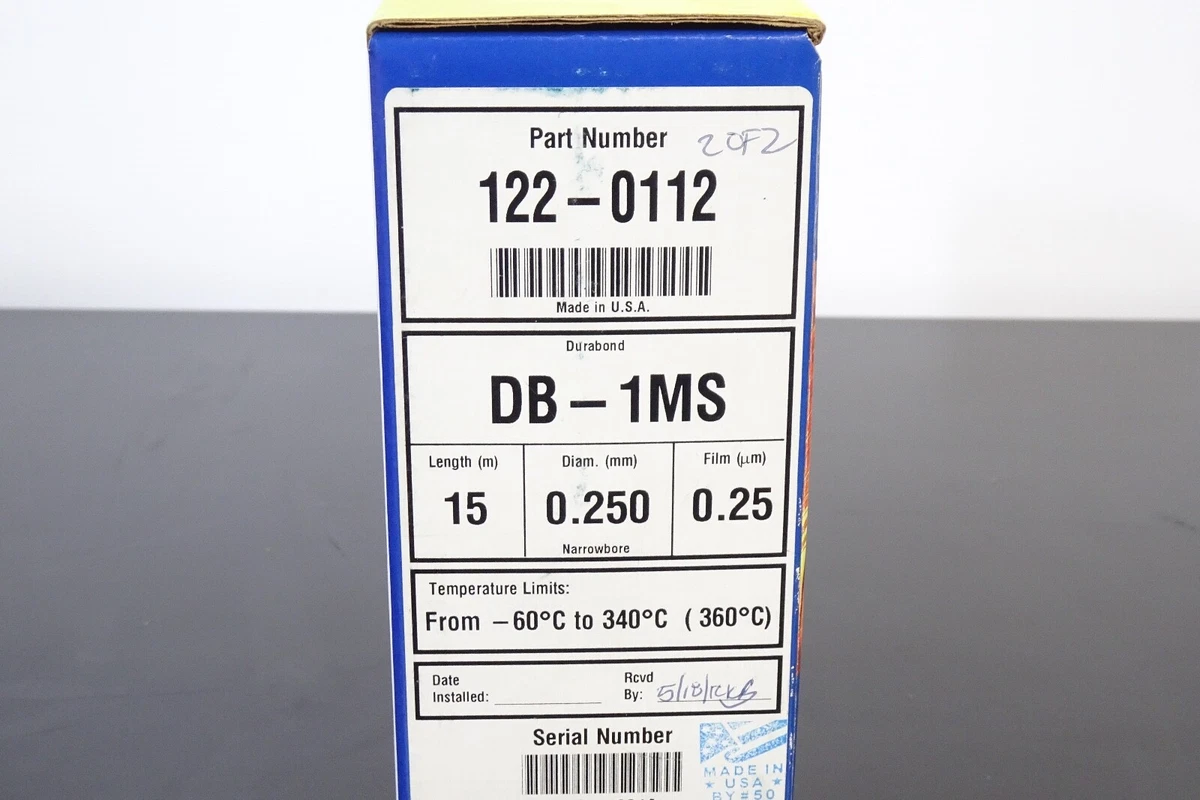 Part Number
2 OF 2
122-0112
Made in U.S.A.
Durabond
DB-1MS
Length (m) Diam. (mm) Film (μm)
15 0.250 0.25
Narrowbore
Temperature Limits:
From -60°C to 340°C (360°C)
Date Installed:
Rcvd By:
Serial Number
MADE IN
★ USA ★
BY #50